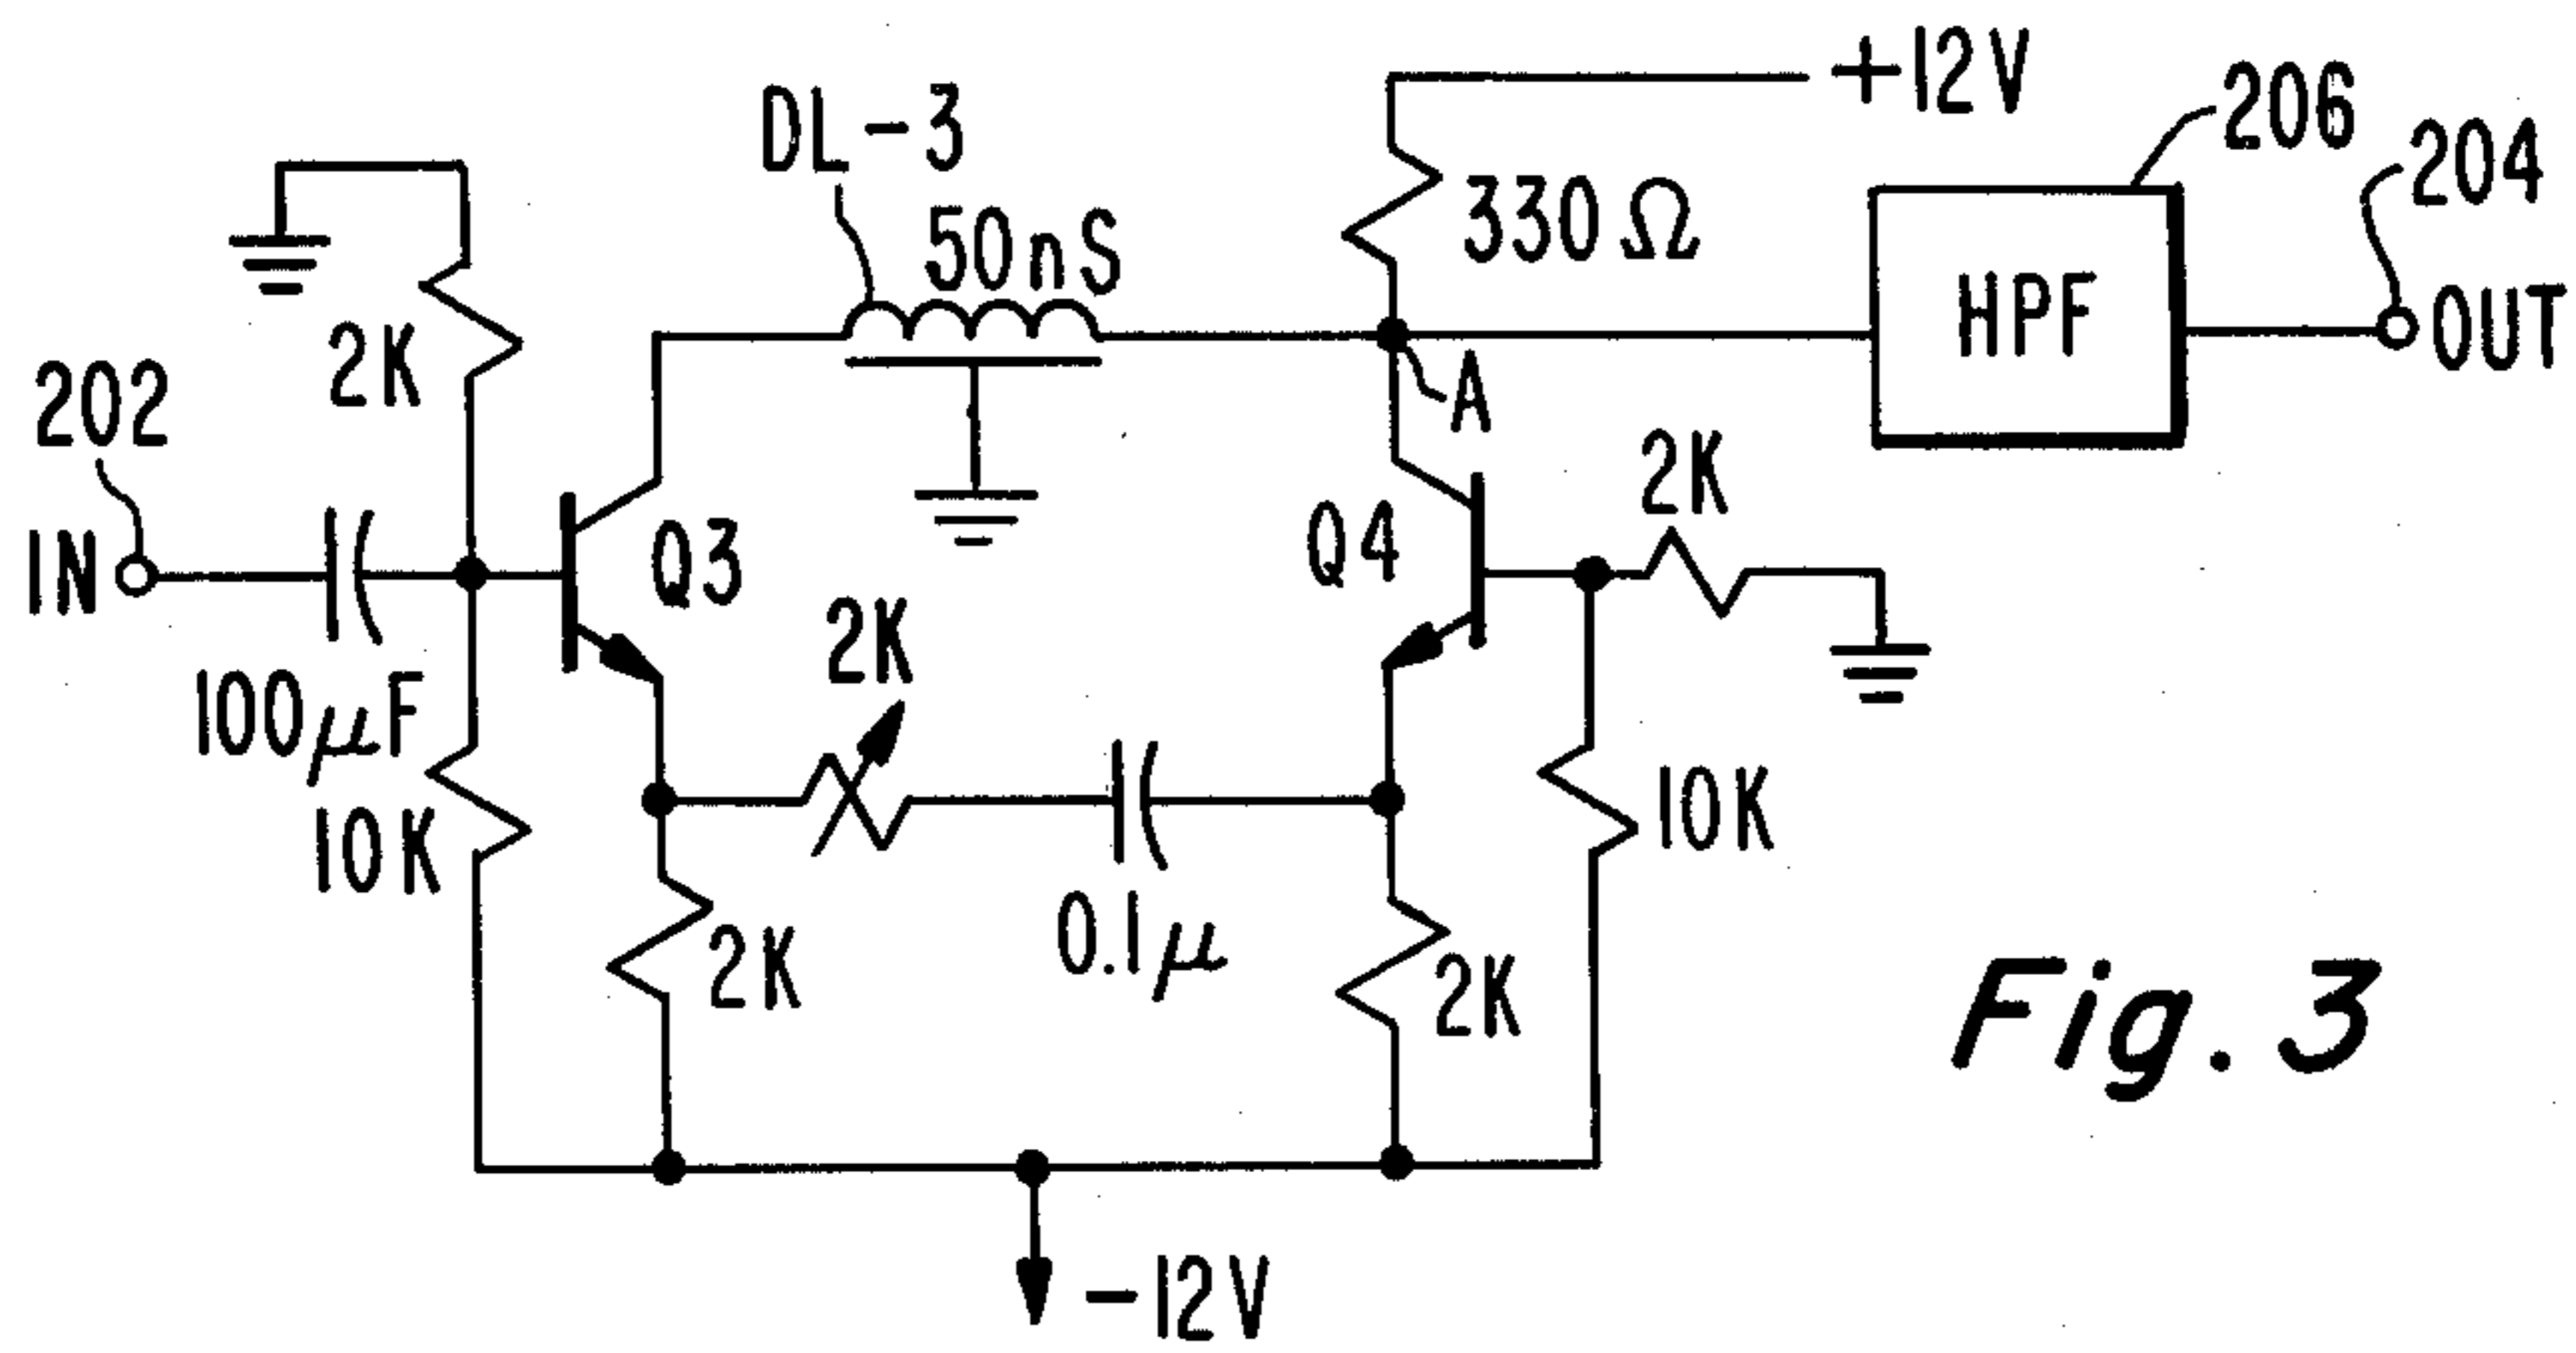 +12V
206
DL-3
204
50nS
330Ω
HPF
OUT
2K
A
202
2K
IN
Q3
Q4
2K
100μF
10K
10K
0.1μ
2K
2K
Fig. 3
-12V